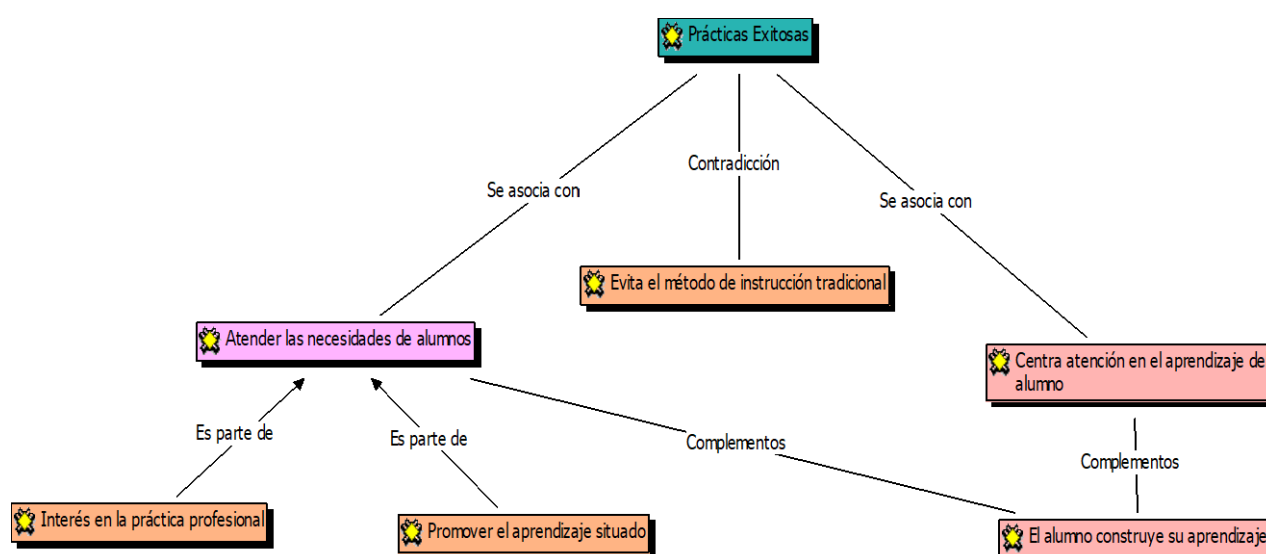 Prácticas Exitosas
Contradicción
Se asocia con
Se asocia con
Evita el método de instrucción tradicional
Atender las necesidades de alumnos
Centra atención en el aprendizaje de
alumno
Es parte de
Es parte de
Complementos
Complementos
Interés en la práctica profesional
Promover el aprendizaje situado
El alumno construye su aprendizaje